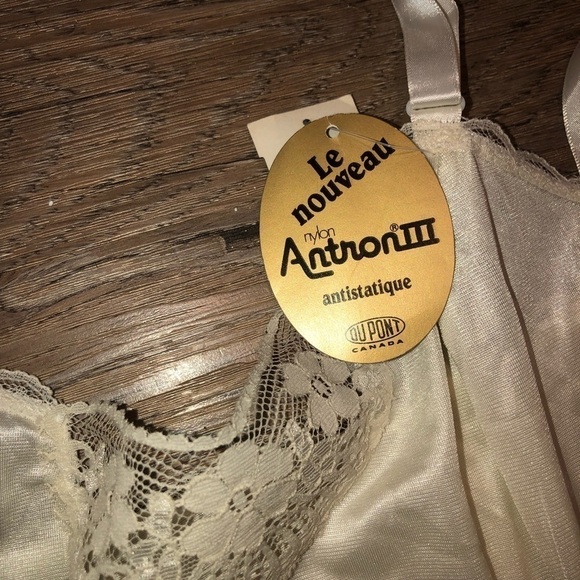 Le
nouveau
nylon
Antron®III
antistatique
DU PONT
CANADA